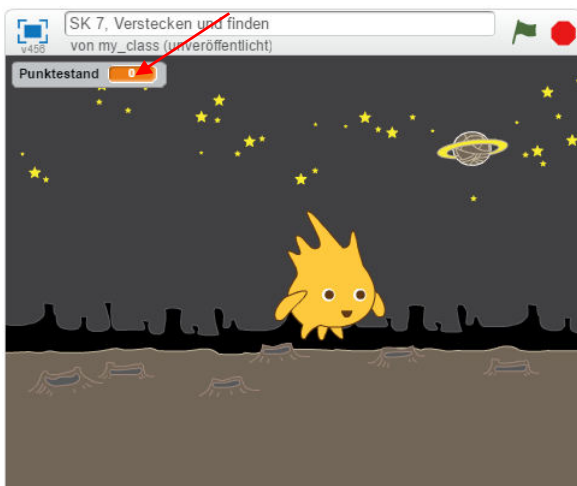 SK 7, Verstecken und finden
v456
von my_class (unveröffentlicht)
Punktestand 0